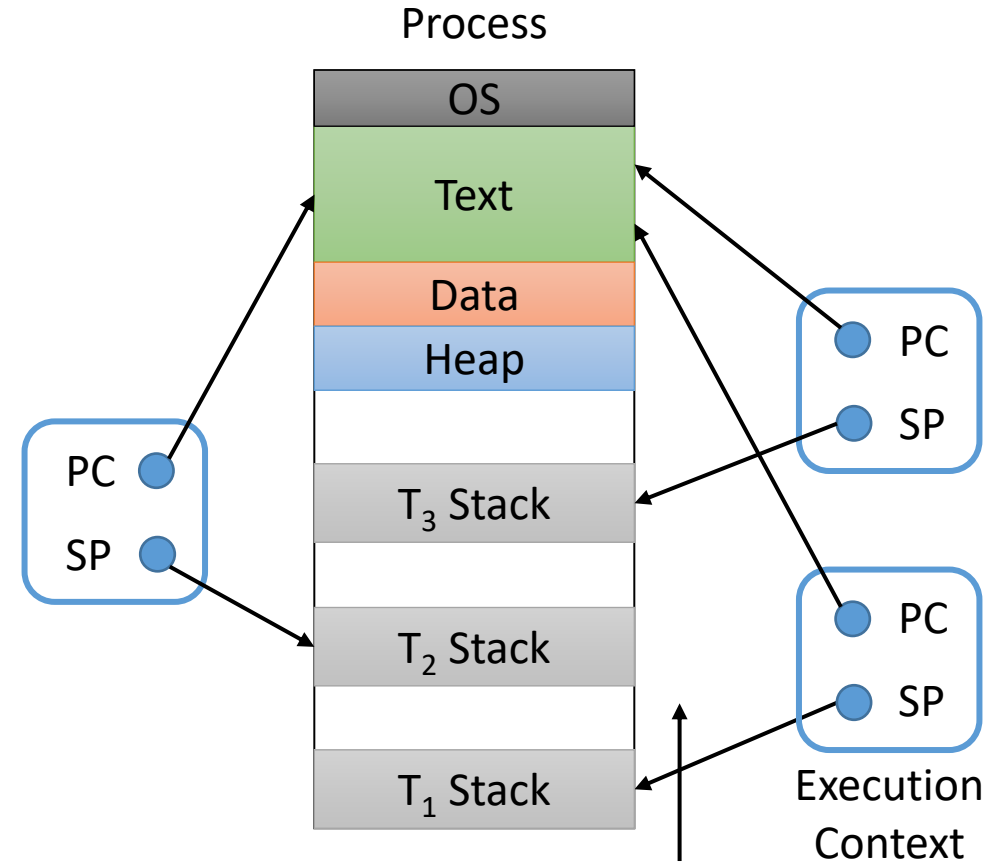 Process
OS
Text
Data
Heap
T3 Stack
T2 Stack
T1 Stack
PC
SP
PC
SP
PC
SP
Execution
Context